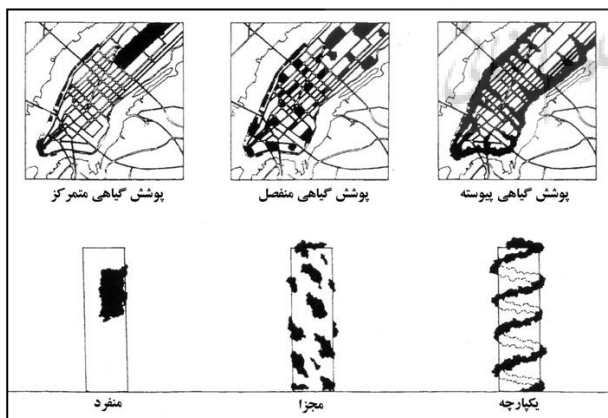 پوشش گیاهی پیوسته
پوشش گیاهی منفصل
پوشش گیاهی متمرکز
یکپارچه
مجزا
منفرد